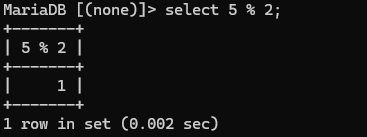 MariaDB [(none)]> select 5 % 2;
+-------+
| 5 % 2 |
+-------+
|     1 |
+-------+
1 row in set (0.002 sec)